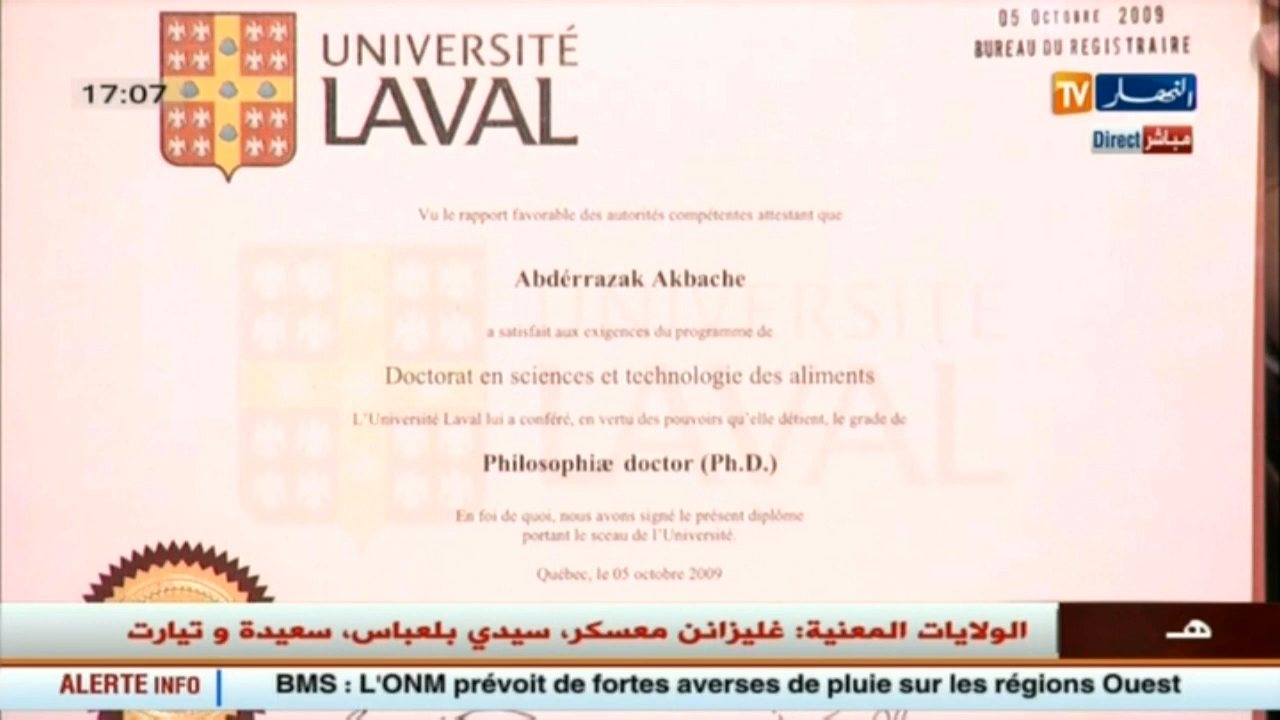 05 OCTOBRE 2009
BUREAU DU REGISTRAIRE
UNIVERSITÉ
LAVAL
17:07
TV النهار
Direct مباشر
Vu le rapport favorable des autorités compétentes attestant que
Abdérrazak Akbache
a satisfait aux exigences du programme de
Doctorat en sciences et technologie des aliments
L'Université Laval lui a conféré, en vertu des pouvoirs qu'elle détient, le grade de
Philosophiæ doctor (Ph.D.)
En foi de quoi, nous avons signé le présent diplôme
portant le sceau de l'Université.
Québec, le 05 octobre 2009
UNIVERSITÉ
LAVAL
الولايات المعنية: غليزانن معسكر، سيدي بلعباس، سعيدة و تيارت
هـ
ALERTE INFO
BMS : L'ONM prévoit de fortes averses de pluie sur les régions Ouest